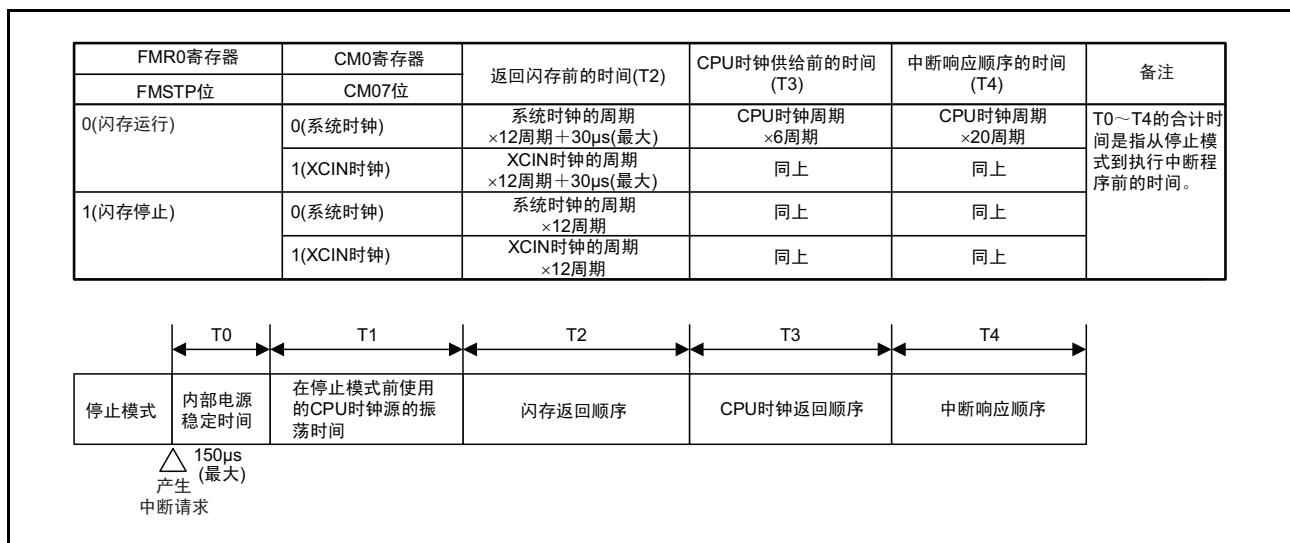 FMR0寄存器
CM0寄存器
返回闪存前的时间(T2)
CPU时钟供给前的时间
(T3)
中断响应顺序的时间
(T4)
备注
FMSTP位
CM07位
0(闪存运行)
0(系统时钟)
系统时钟的周期
×12周期＋30μs(最大)
CPU时钟周期
×6周期
CPU时钟周期
×20周期
T0～T4的合计时
间是指从停止模
式到执行中断程
序前的时间。
1(XCIN时钟)
XCIN时钟的周期
×12周期＋30μs(最大)
同上
同上
1(闪存停止)
0(系统时钟)
系统时钟的周期
×12周期
同上
同上
1(XCIN时钟)
XCIN时钟的周期
×12周期
同上
同上
T0
T1
T2
T3
T4
停止模式
内部电源
稳定时间
在停止模式前使用
的CPU时钟源的振
荡时间
闪存返回顺序
CPU时钟返回顺序
中断响应顺序
150μs
(最大)
产生
中断请求